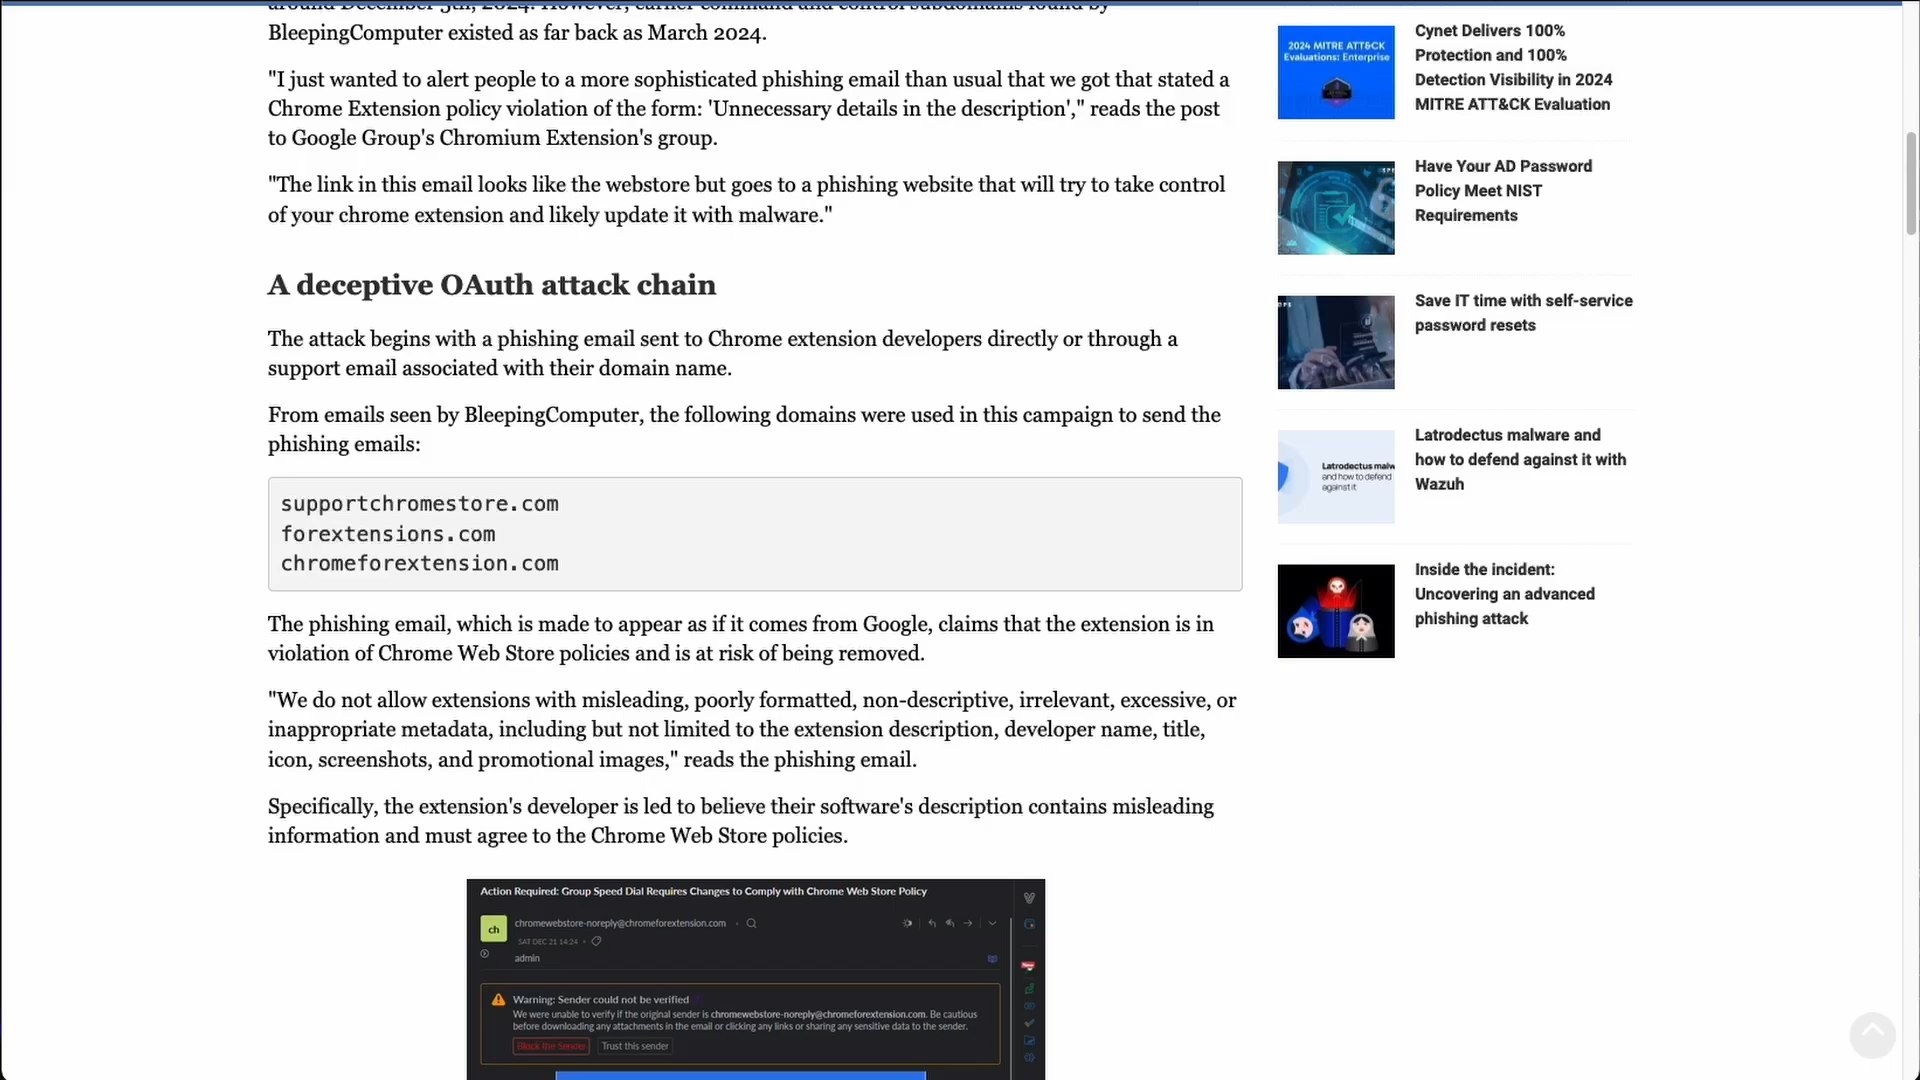 around December 5th, 2024. However, earlier command and control subdomains found by
BleepingComputer existed as far back as March 2024.
"I just wanted to alert people to a more sophisticated phishing email than usual that we got that stated a
Chrome Extension policy violation of the form: 'Unnecessary details in the description'," reads the post
to Google Group's Chromium Extension's group.
"The link in this email looks like the webstore but goes to a phishing website that will try to take control
of your chrome extension and likely update it with malware."
A deceptive OAuth attack chain
The attack begins with a phishing email sent to Chrome extension developers directly or through a
support email associated with their domain name.
From emails seen by BleepingComputer, the following domains were used in this campaign to send the
phishing emails:
supportchromestore.com
forextensions.com
chromeforextension.com
The phishing email, which is made to appear as if it comes from Google, claims that the extension is in
violation of Chrome Web Store policies and is at risk of being removed.
"We do not allow extensions with misleading, poorly formatted, non-descriptive, irrelevant, excessive, or
inappropriate metadata, including but not limited to the extension description, developer name, title,
icon, screenshots, and promotional images," reads the phishing email.
Specifically, the extension's developer is led to believe their software's description contains misleading
information and must agree to the Chrome Web Store policies.
Action Required: Group Speed Dial Requires Changes to Comply with Chrome Web Store Policy
ch
chromewebstore-noreply@chromeforextension.com
SAT DEC 21 14:24
admin
Warning: Sender could not be verified
We were unable to verify if the original sender is chromewebstore-noreply@chromeforextension.com. Be cautious
before downloading any attachments in the email or clicking any links or sharing any sensitive data to the sender.
Block the Sender
Trust this sender
New
2024 MITRE ATT&CK
Evaluations: Enterprise
Cynet Delivers 100%
Protection and 100%
Detection Visibility in 2024
MITRE ATT&CK Evaluation
Have Your AD Password
Policy Meet NIST
Requirements
Save IT time with self-service
password resets
Latrodectus malw
and how to defend
against it
Latrodectus malware and
how to defend against it with
Wazuh
Inside the incident:
Uncovering an advanced
phishing attack